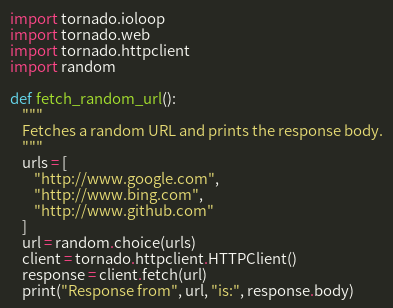 import tornado.ioloop
import tornado.web
import tornado.httpclient
import random

def fetch_random_url():
    """
    Fetches a random URL and prints the response body.
    """
    urls = [
        "http://www.google.com",
        "http://www.bing.com",
        "http://www.github.com"
    ]
    url = random.choice(urls)
    client = tornado.httpclient.HTTPClient()
    response = client.fetch(url)
    print("Response from", url, "is:", response.body)